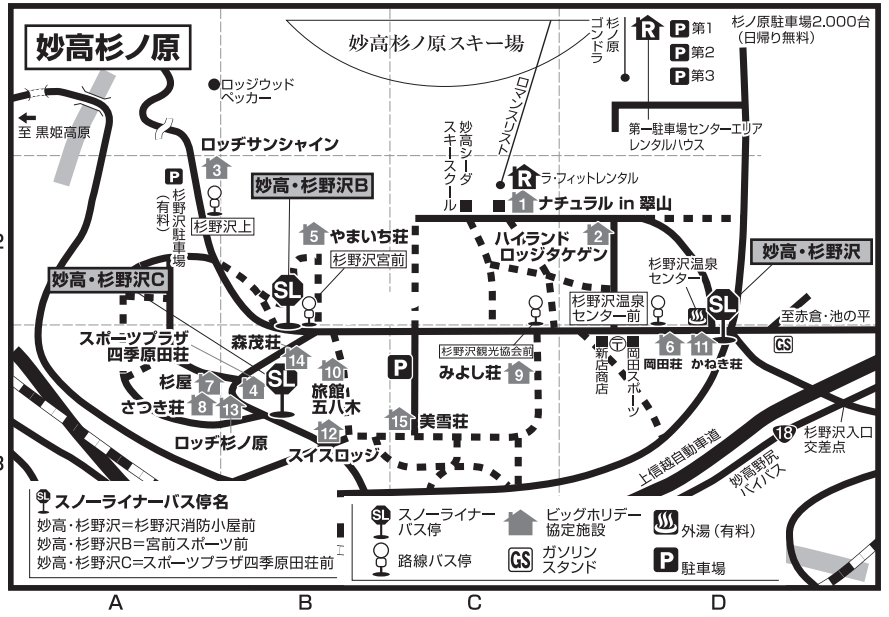 妙高杉ノ原
妙高杉ノ原スキー場
杉ノ原
ゴンドラ
R
P 第1
P 第2
P 第3
杉ノ原駐車場2.000台
(日帰り無料)
ロッジウッド
ペッカー
至 黒姫高原
ロマンスリスト
第一駐車場センターエリア
レンタルハウス
ロッヂサンシャイン
3
妙高シーダ
スキースクール
P
杉野沢駐車場
(有料)
妙高・杉野沢B
R ラ・フィットレンタル
1 ナチュラル in 翠山
杉野沢上
5 やまいち荘
ハイランド
ロッジタケゲン
2
妙高・杉野沢
杉野沢宮前
杉野沢温泉
センター
妙高・杉野沢C
SL
杉野沢温泉
センター前
SL
至赤倉・池の平
スポーツプラザ
四季原田荘
森茂荘
14
杉野沢観光協会前
〒
新店商店
岡田スポーツ
6
岡田荘
11
かねき荘
GS
杉屋
7
4
SL
10
旅館
五八木
P
みよし荘
9
さつき荘
8
13
ロッヂ杉ノ原
12
スイスロッジ
15 美雪荘
18
杉野沢入口
交差点
上信越自動車道
妙高野尻
バイパス
2
3
SL スノーライナーバス停名
妙高・杉野沢=杉野沢消防小屋前
妙高・杉野沢B=宮前スポーツ前
妙高・杉野沢C=スポーツプラザ四季原田荘前
SL スノーライナー
バス停
ビッグホリデー
協定施設
外湯(有料)
路線バス停
GS ガソリン
スタンド
P 駐車場
A
B
C
D